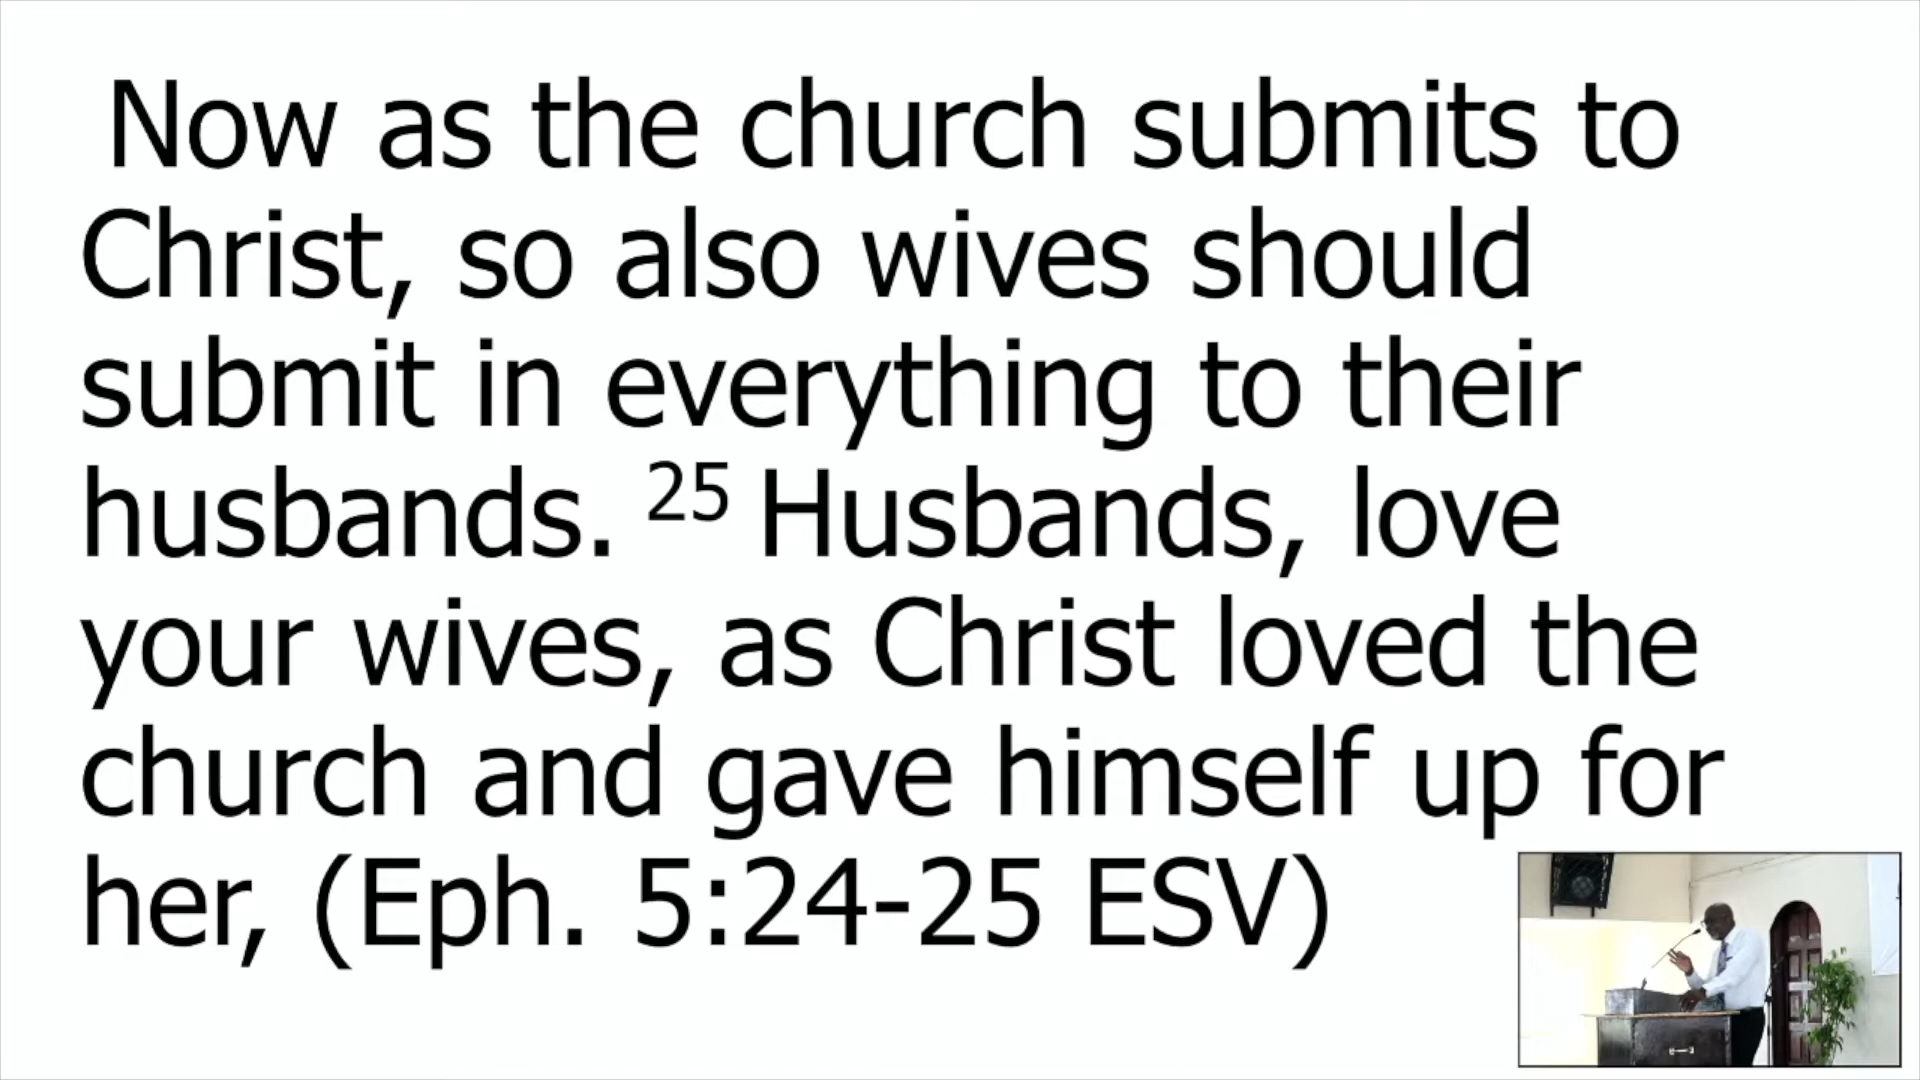 Now as the church submits to
Christ, so also wives should
submit in everything to their
husbands. 25 Husbands, love
your wives, as Christ loved the
church and gave himself up for
her, (Eph. 5:24-25 ESV)